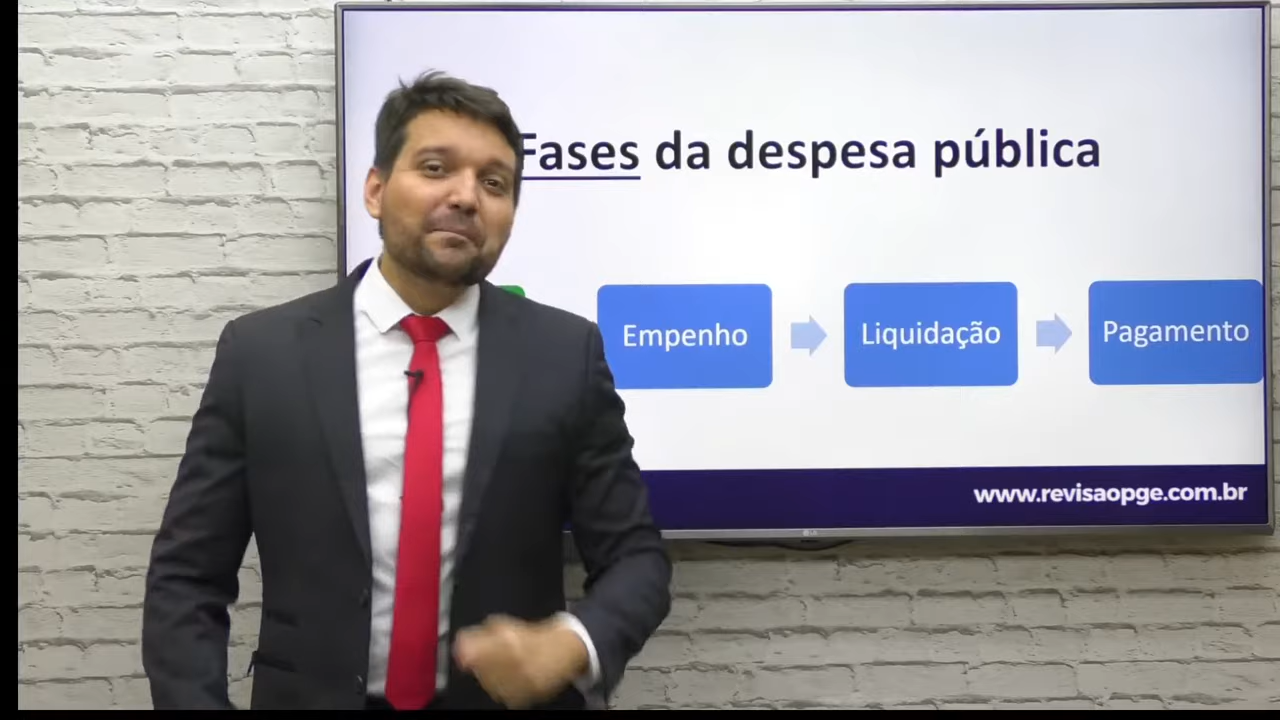 Fases da despesa pública
Empenho
Liquidação
Pagamento
www.revisaopge.com.br